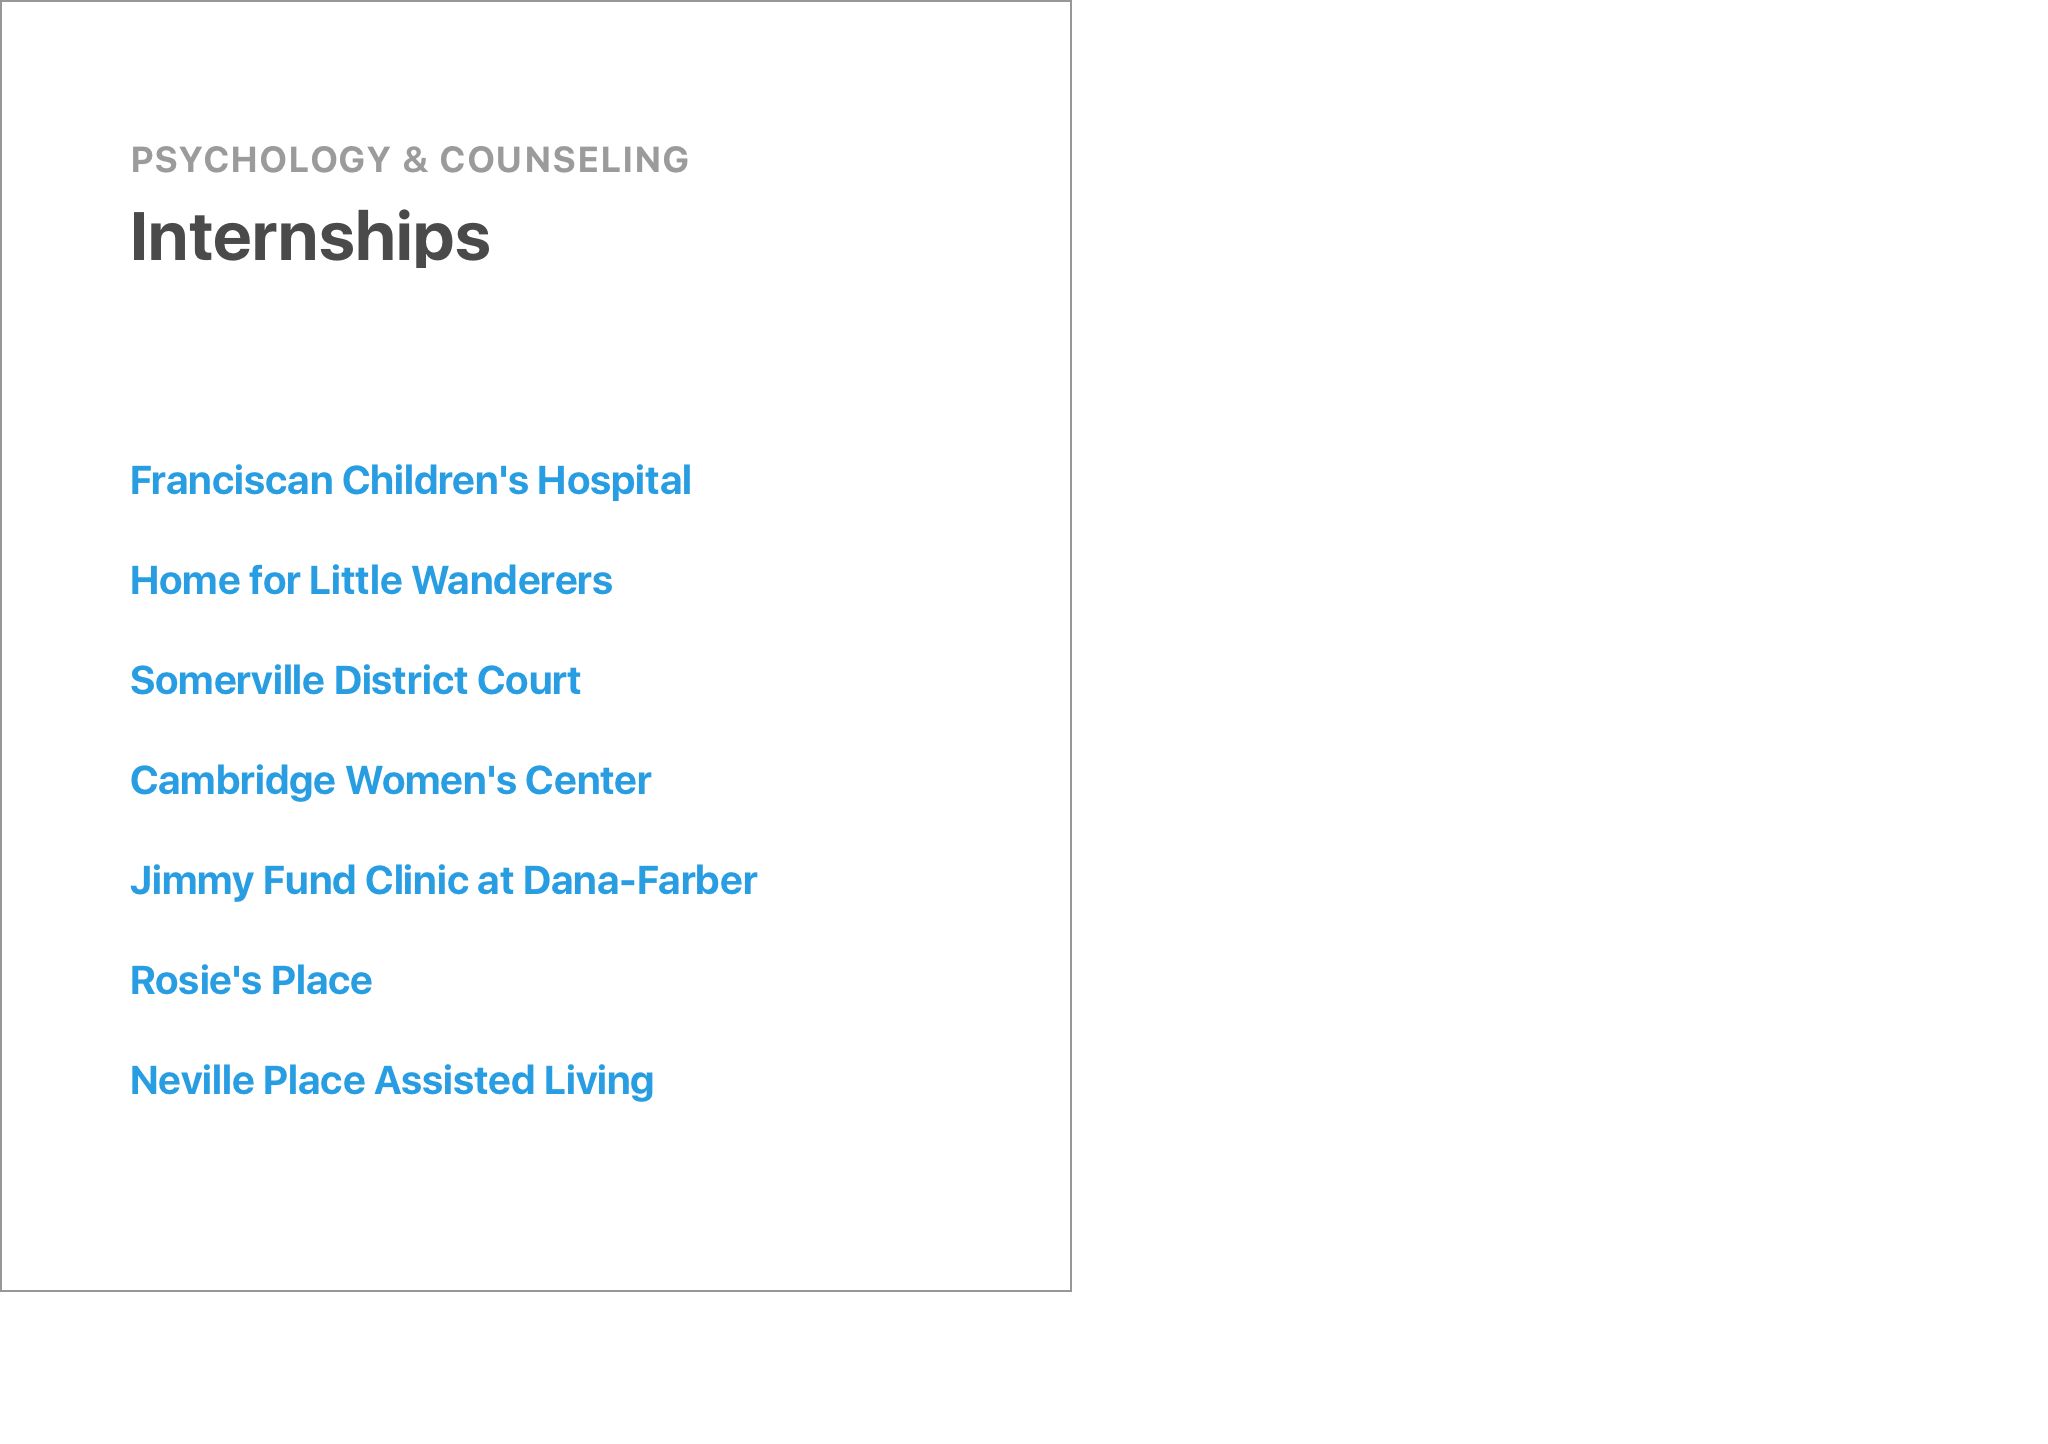 PSYCHOLOGY & COUNSELING
Internships
Franciscan Children's Hospital
Home for Little Wanderers
Somerville District Court
Cambridge Women's Center
Jimmy Fund Clinic at Dana-Farber
Rosie's Place
Neville Place Assisted Living